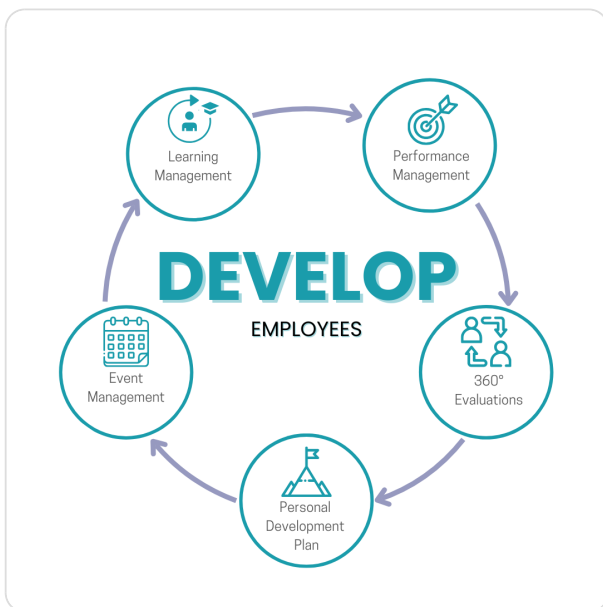 Learning
Management
Performance
Management
DEVELOP
EMPLOYEES
Event
Management
360°
Evaluations
Personal
Development
Plan